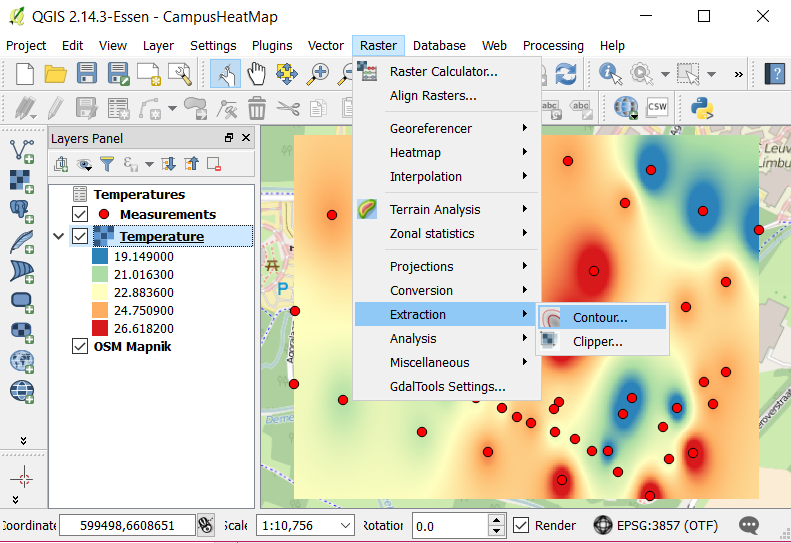 QGIS 2.14.3-Essen - CampusHeatMap
Project Edit View Layer Settings Plugins Vector Raster Database Web Processing Help
Raster Calculator...
Align Rasters...
Georeferencer
Heatmap
Interpolation
Terrain Analysis
Zonal statistics
Projections
Conversion
Extraction
Analysis
Miscellaneous
GdalTools Settings...
Contour...
Clipper...
abc
abc
CSW
Layers Panel
Temperatures
Measurements
Temperature
19.149000
21.016300
22.883600
24.750900
26.618200
OSM Mapnik
P
Leuv
Limbu
Coordinate 599498,6608651 Scale 1:10,756 Rotation 0.0 Render EPSG:3857 (OTF)